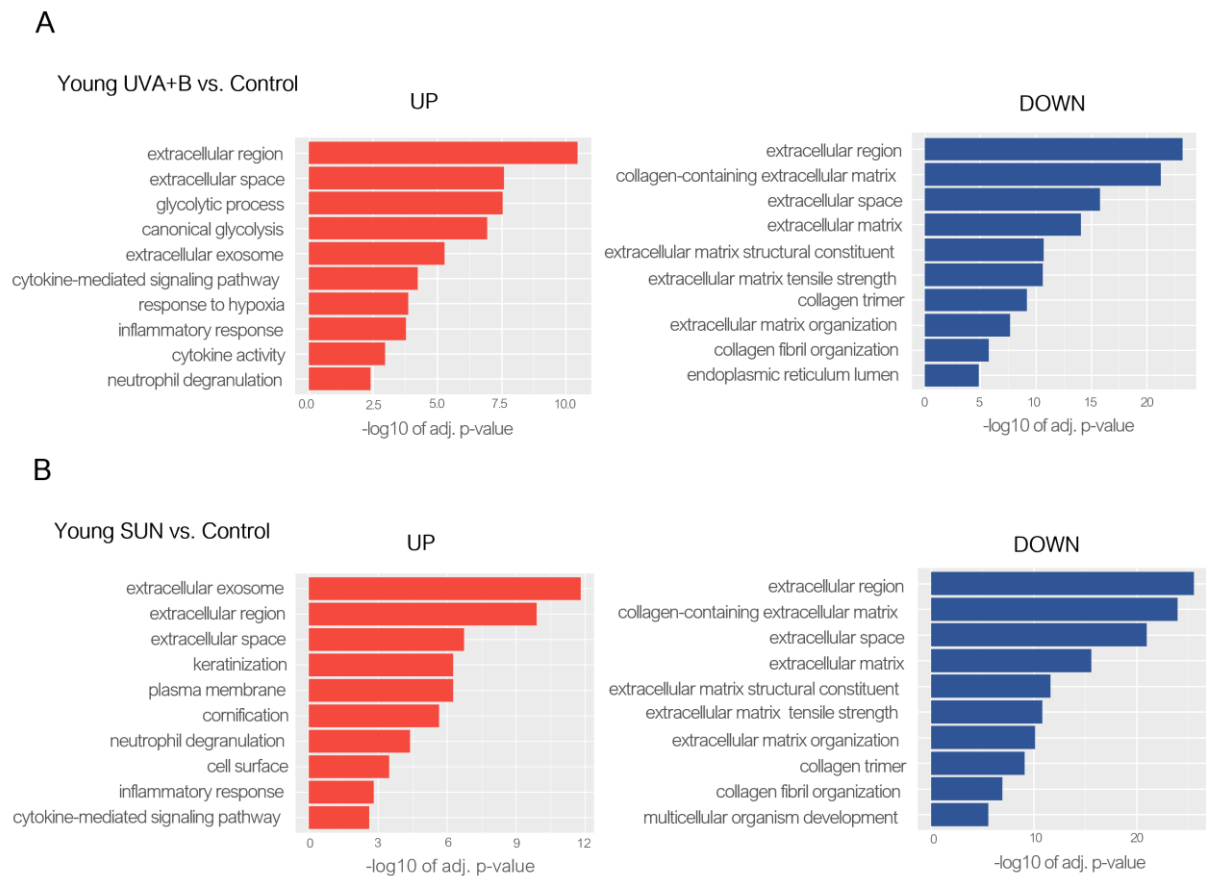 A
Young UVA+B vs. Control
UP
DOWN
extracellular region
extracellular space
glycolytic process
canonical glycolysis
extracellular exosome
cytokine-mediated signaling pathway
response to hypoxia
inflammatory response
cytokine activity
neutrophil degranulation
0.0 2.5 5.0 7.5 10.0
-log10 of adj. p-value
extracellular region
collagen-containing extracellular matrix
extracellular space
extracellular matrix
extracellular matrix structural constituent
extracellular matrix tensile strength
collagen trimer
extracellular matrix organization
collagen fibril organization
endoplasmic reticulum lumen
0 5 10 15 20
-log10 of adj. p-value
B
Young SUN vs. Control
UP
DOWN
extracellular exosome
extracellular region
extracellular space
keratinization
plasma membrane
cornification
neutrophil degranulation
cell surface
inflammatory response
cytokine-mediated signaling pathway
0 3 6 9 12
-log10 of adj. p-value
extracellular region
collagen-containing extracellular matrix
extracellular space
extracellular matrix
extracellular matrix structural constituent
extracellular matrix tensile strength
extracellular matrix organization
collagen trimer
collagen fibril organization
multicellular organism development
0 10 20
-log10 of adj. p-value